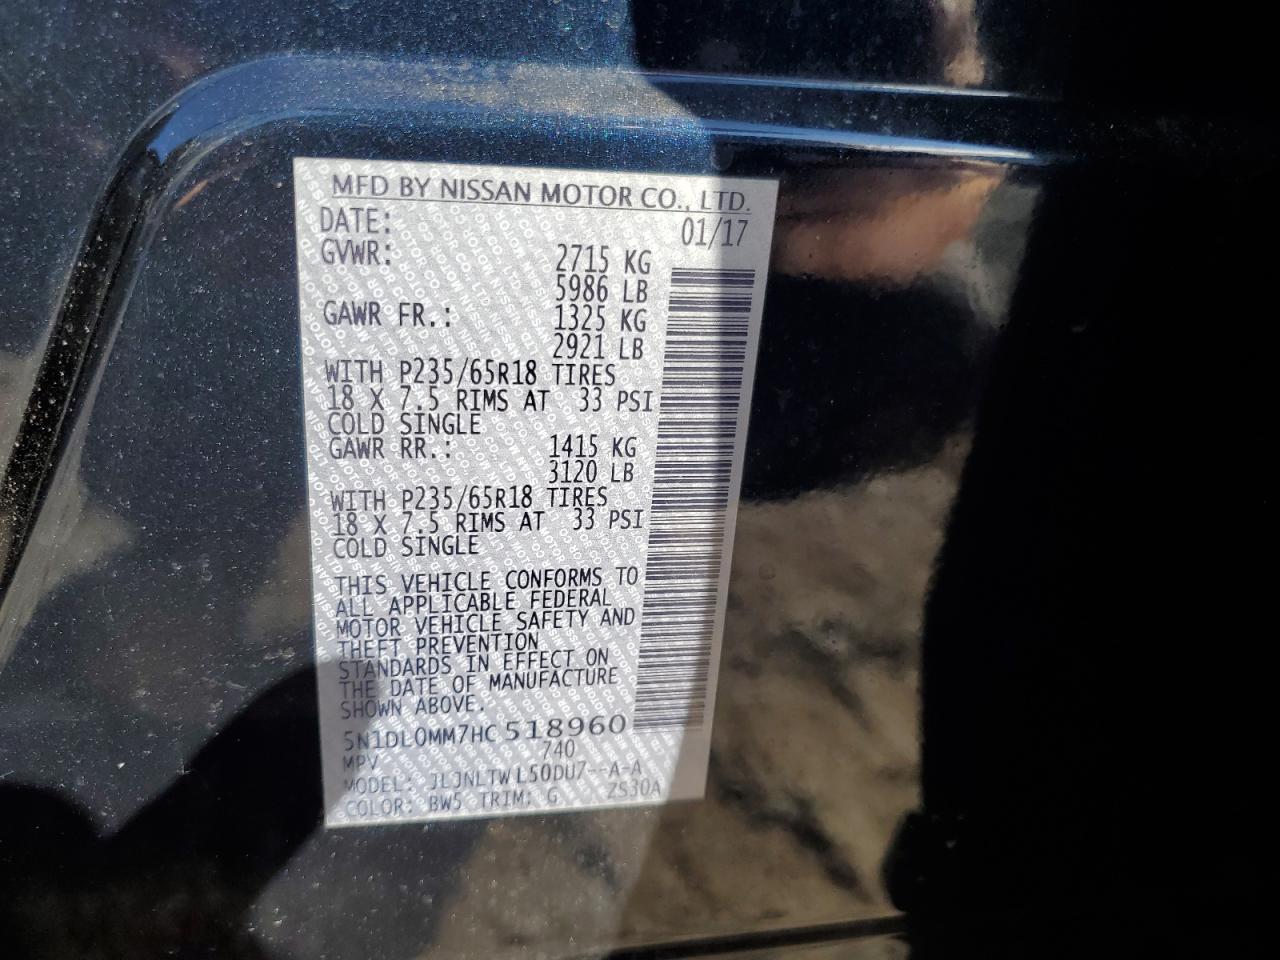 MFD BY NISSAN MOTOR CO., LTD.
DATE: 01/17
GVWR: 2715 KG
5986 LB
GAWR FR.: 1325 KG
2921 LB
WITH P235/65R18 TIRES
18 X 7.5 RIMS AT 33 PSI
COLD SINGLE
GAWR RR.: 1415 KG
3120 LB
WITH P235/65R18 TIRES
18 X 7.5 RIMS AT 33 PSI
COLD SINGLE
THIS VEHICLE CONFORMS TO
ALL APPLICABLE FEDERAL
MOTOR VEHICLE SAFETY AND
THEFT PREVENTION
STANDARDS IN EFFECT ON
THE DATE OF MANUFACTURE
SHOWN ABOVE.
5N1DL0MM7HC518960
MPV 740
MODEL: JLJNLTWL50DU7--A-A
COLOR: BW5 TRIM: G ZS30A